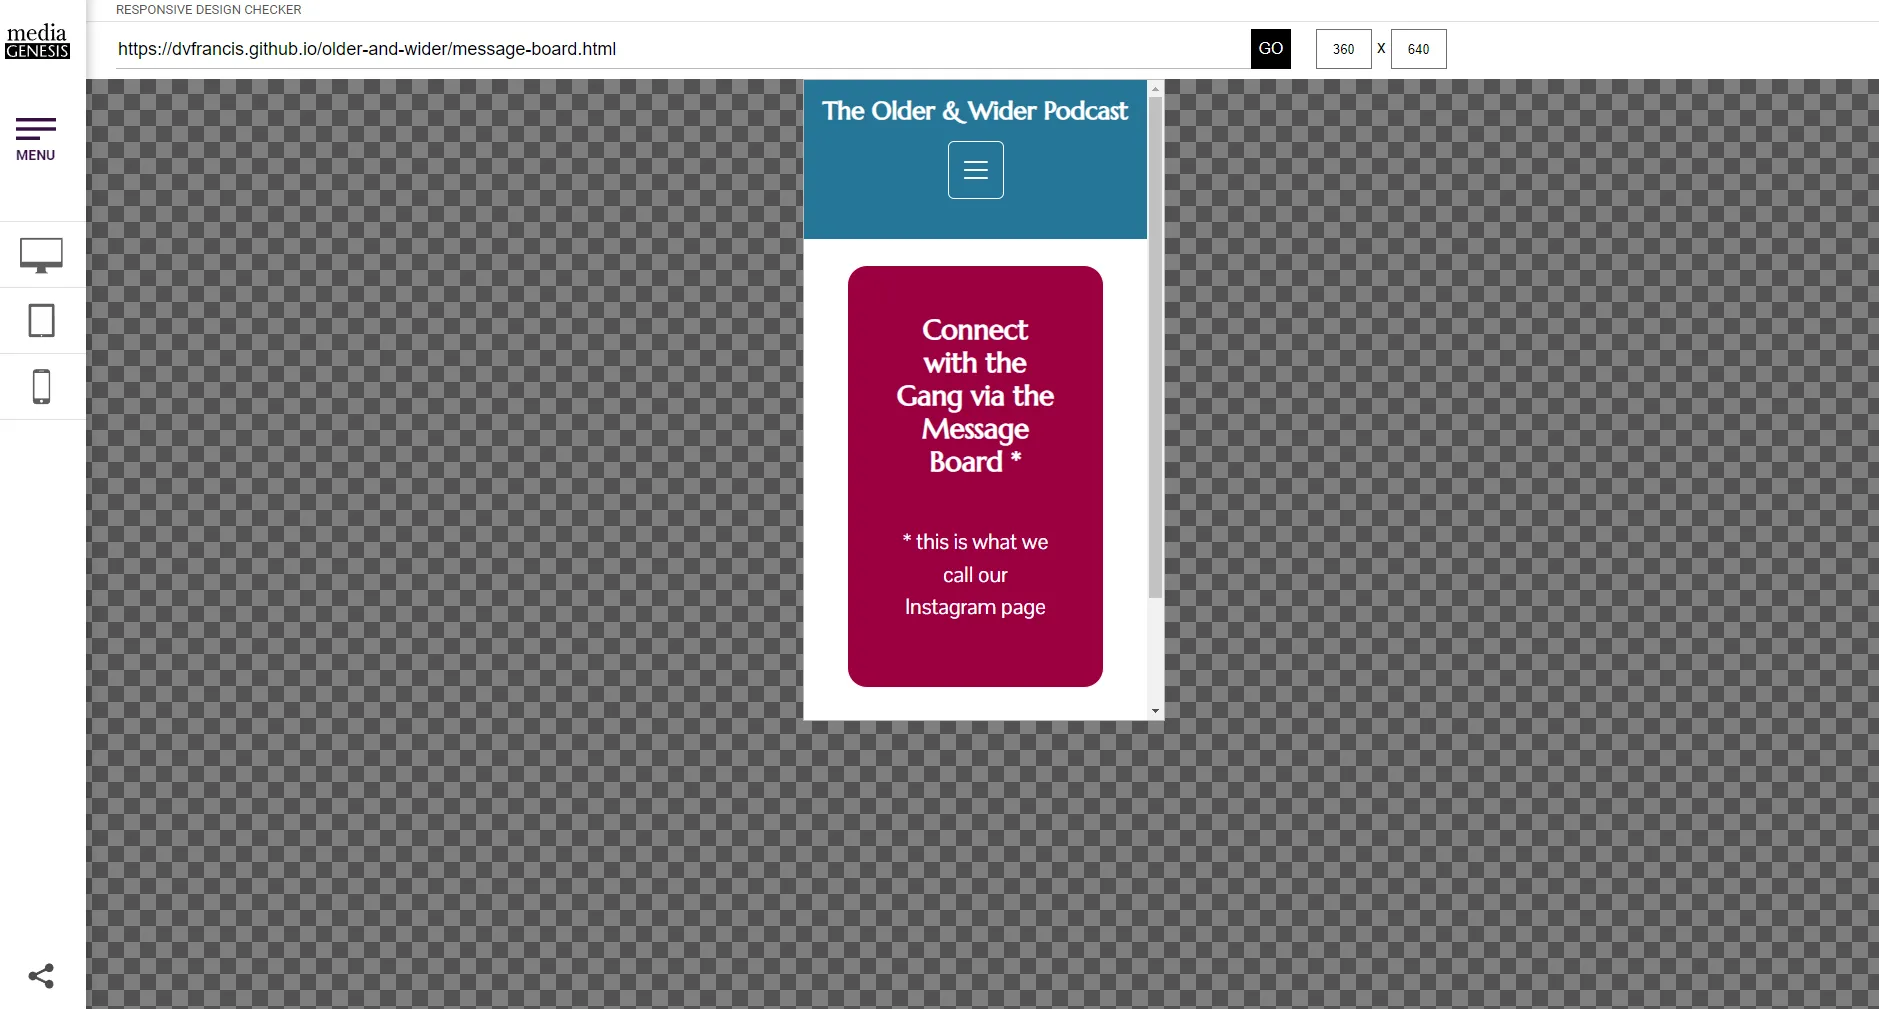 RESPONSIVE DESIGN CHECKER
media
GENESIS
https://dvfrancis.github.io/older-and-wider/message-board.html
GO
360 X 640
MENU
The Older & Wider Podcast
Connect
with the
Gang via the
Message
Board *
* this is what we
call our
Instagram page